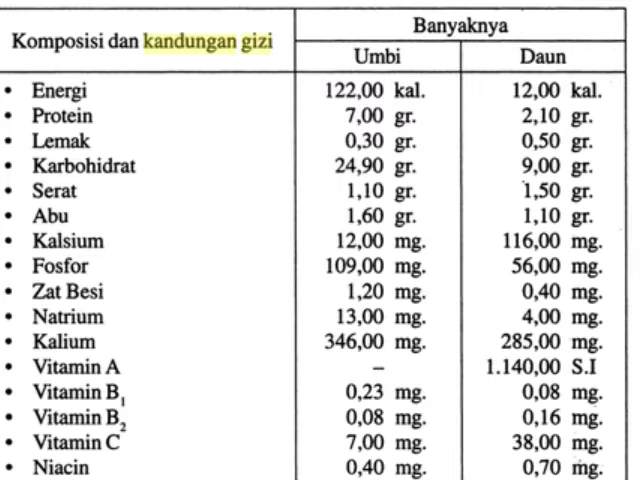 Komposisi dan kandungan gizi
Banyaknya
Umbi Daun
• Energi 122,00 kal. 12,00 kal.
• Protein 7,00 gr. 2,10 gr.
• Lemak 0,30 gr. 0,50 gr.
• Karbohidrat 24,90 gr. 9,00 gr.
• Serat 1,10 gr. 1,50 gr.
• Abu 1,60 gr. 1,10 gr.
• Kalsium 12,00 mg. 116,00 mg.
• Fosfor 109,00 mg. 56,00 mg.
• Zat Besi 1,20 mg. 0,40 mg.
• Natrium 13,00 mg. 4,00 mg.
• Kalium 346,00 mg. 285,00 mg.
• Vitamin A – 1.140,00 S.I
• Vitamin B₁ 0,23 mg. 0,08 mg.
• Vitamin B₂ 0,08 mg. 0,16 mg.
• Vitamin C 7,00 mg. 38,00 mg.
• Niacin 0,40 mg. 0,70 mg.